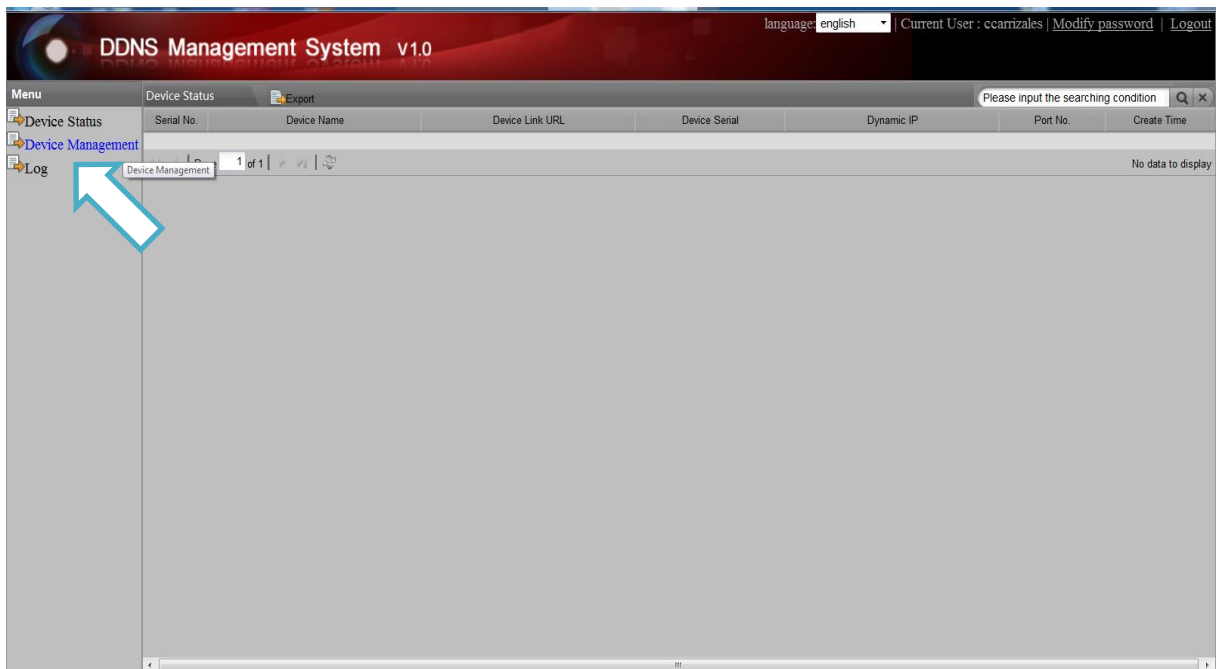 language: english | Current User : ccarrizales | Modify password | Logout
DDNS Management System V1.0
Menu
Device Status Export Please input the searching condition
Device Status
Device Management
Log
Serial No. Device Name Device Link URL Device Serial Dynamic IP Port No. Create Time
1 of 1 No data to display
Device Management